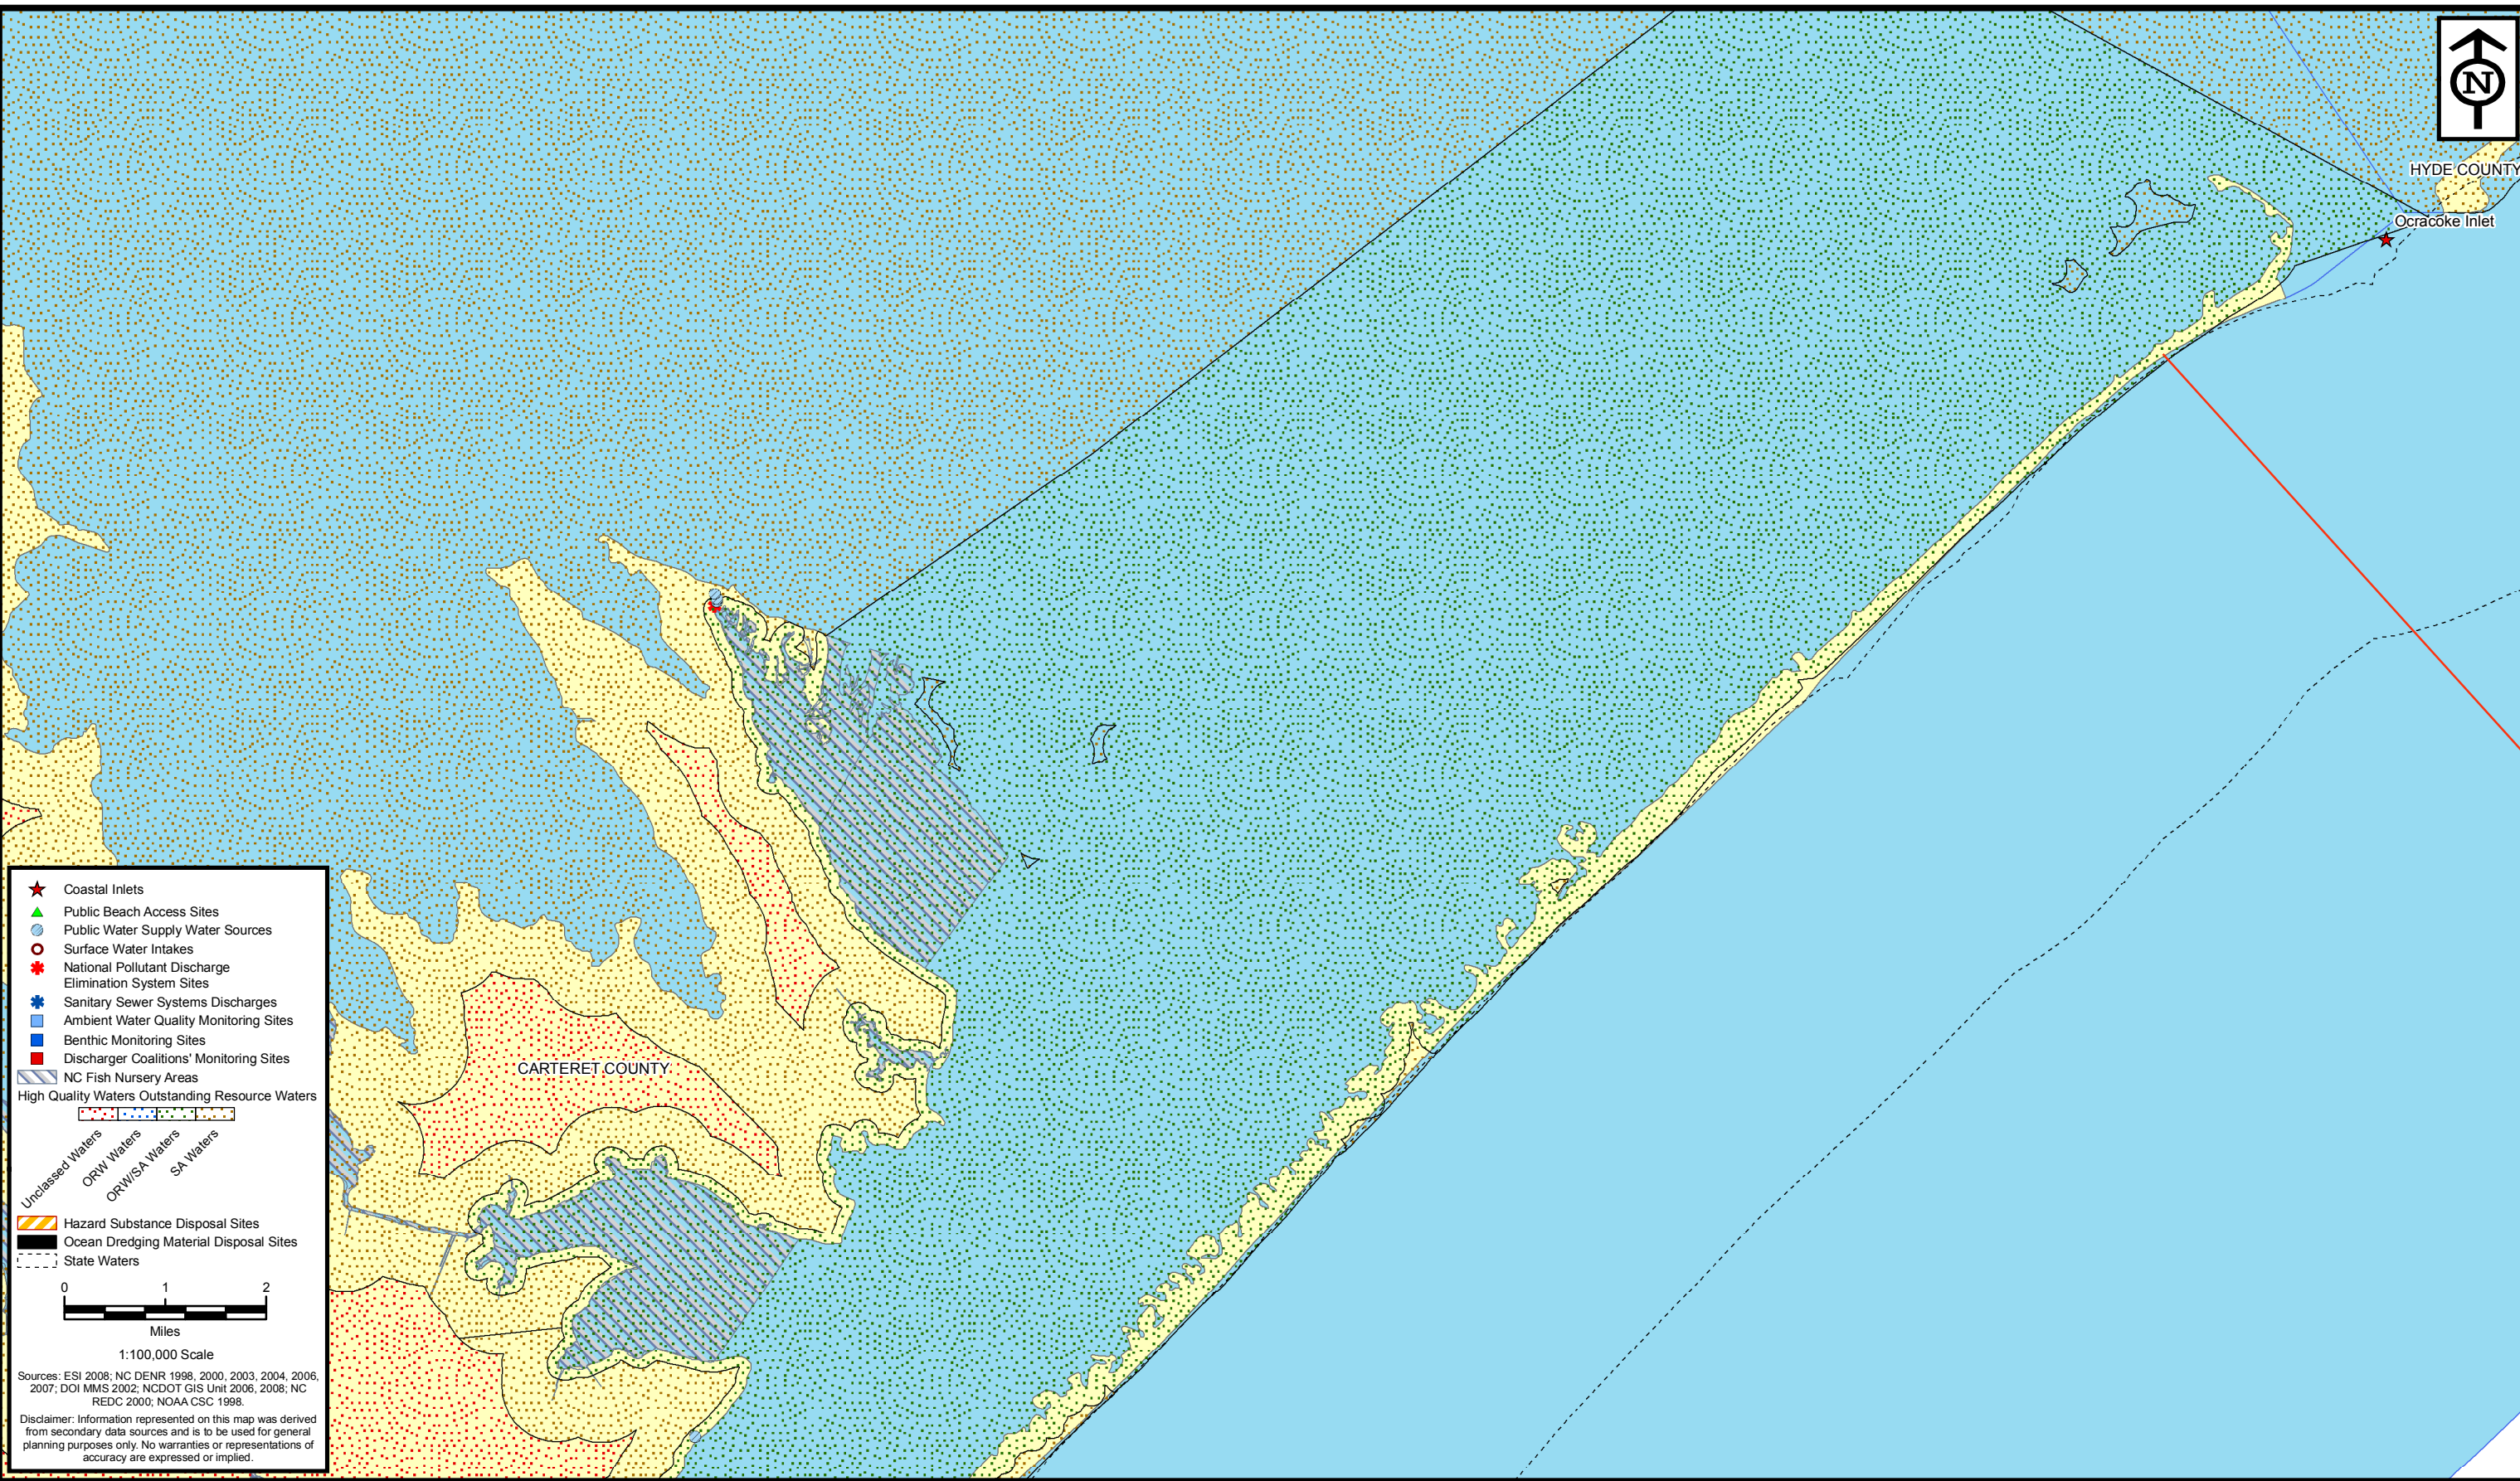 N
HYDE COUNTY
Ocracoke Inlet
CARTERET COUNTY
Coastal Inlets
Public Beach Access Sites
Public Water Supply Water Sources
Surface Water Intakes
National Pollutant Discharge
Elimination System Sites
Sanitary Sewer Systems Discharges
Ambient Water Quality Monitoring Sites
Benthic Monitoring Sites
Discharger Coalitions' Monitoring Sites
NC Fish Nursery Areas
High Quality Waters Outstanding Resource Waters
Unclassed Waters
ORW Waters
ORW/SA Waters
SA Waters
Hazard Substance Disposal Sites
Ocean Dredging Material Disposal Sites
State Waters
0 1 2
Miles
1:100,000 Scale
Sources: ESI 2008; NC DENR 1998, 2000, 2003, 2004, 2006,
2007; DOI MMS 2002; NCDOT GIS Unit 2006, 2008; NC
REDC 2000; NOAA CSC 1998.
Disclaimer: Information represented on this map was derived
from secondary data sources and is to be used for general
planning purposes only. No warranties or representations of
accuracy are expressed or implied.